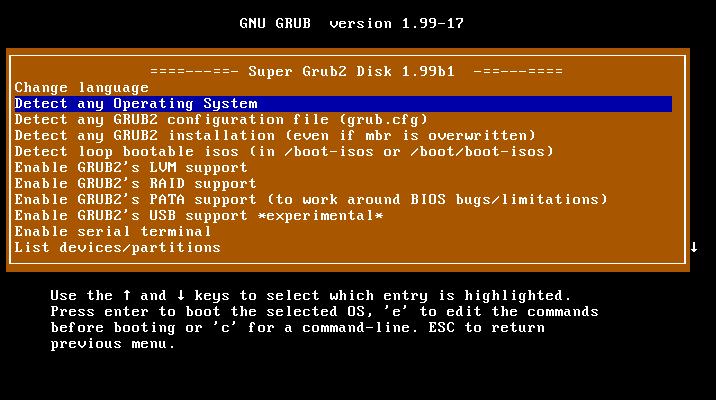 GNU GRUB  version 1.99-17
====---==- Super Grub2 Disk 1.99b1  -==---====
Change language
Detect any Operating System
Detect any GRUB2 configuration file (grub.cfg)
Detect any GRUB2 installation (even if mbr is overwritten)
Detect loop bootable isos (in /boot-isos or /boot/boot-isos)
Enable GRUB2's LVM support
Enable GRUB2's RAID support
Enable GRUB2's PATA support (to work around BIOS bugs/limitations)
Enable GRUB2's USB support *experimental*
Enable serial terminal
List devices/partitions ↓
Use the ↑ and ↓ keys to select which entry is highlighted.
Press enter to boot the selected OS, 'e' to edit the commands
before booting or 'c' for a command-line. ESC to return
previous menu.